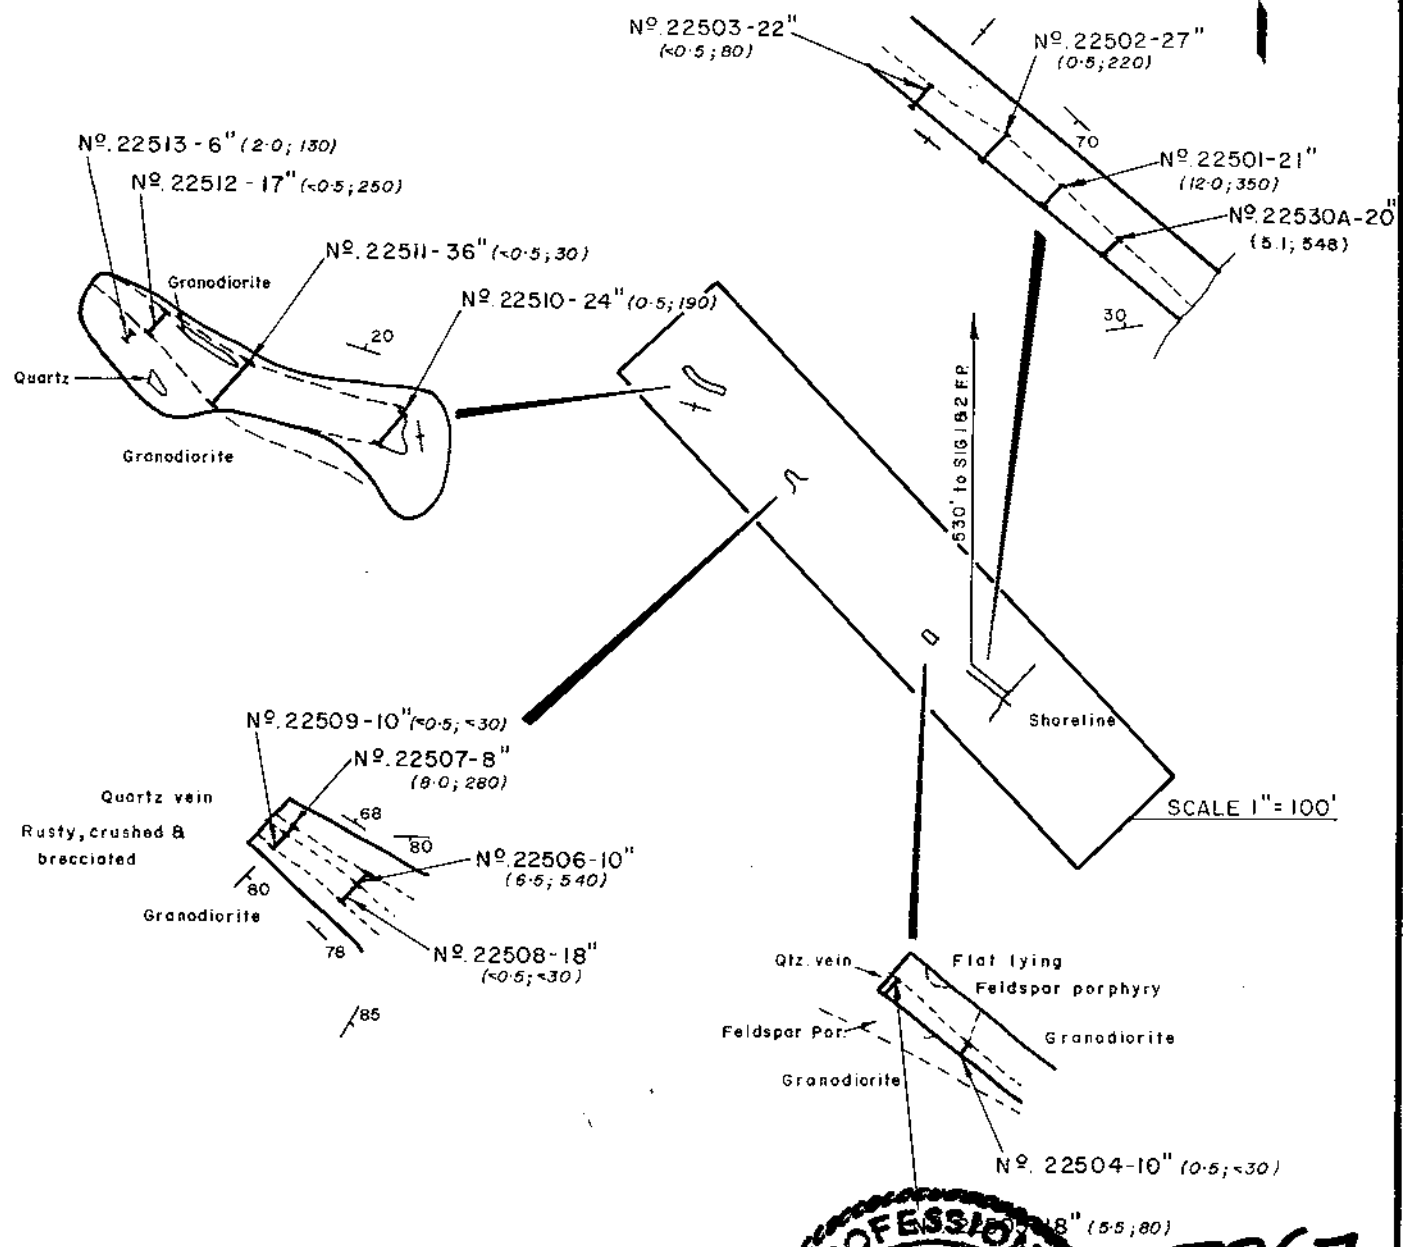 Nº.22503-22"
(<0·5;80)
Nº.22502-27"
(0·5;220)
70
Nº.22501-21"
(12·0;350)
Nº.22530A-20"
(5.1; 548)
30
Nº.22513-6" (2·0; 130)
Nº.22512-17" (<0·5;250)
Nº.22511-36" (<0·5;30)
Granodiorite
Nº.22510-24" (0·5;190)
20
Quartz
Granodiorite
530' to SIG 1&2 F.P.
Shoreline
SCALE 1"=100'
Nº.22509-10" (<0·5;<30)
Nº.22507-8"
(8·0; 280)
Quartz vein
Rusty, crushed &
brecciated
68
80
Nº.22506-10"
(6·5; 540)
80
Granodiorite
78
Nº.22508-18"
(<0·5;<30)
85
Qtz. vein
Flat lying
Feldspar porphyry
Feldspar Por.
Granodiorite
Granodiorite
Nº. 22504-10" (0·5;<30)
18" (5·5;80)
OFESSION